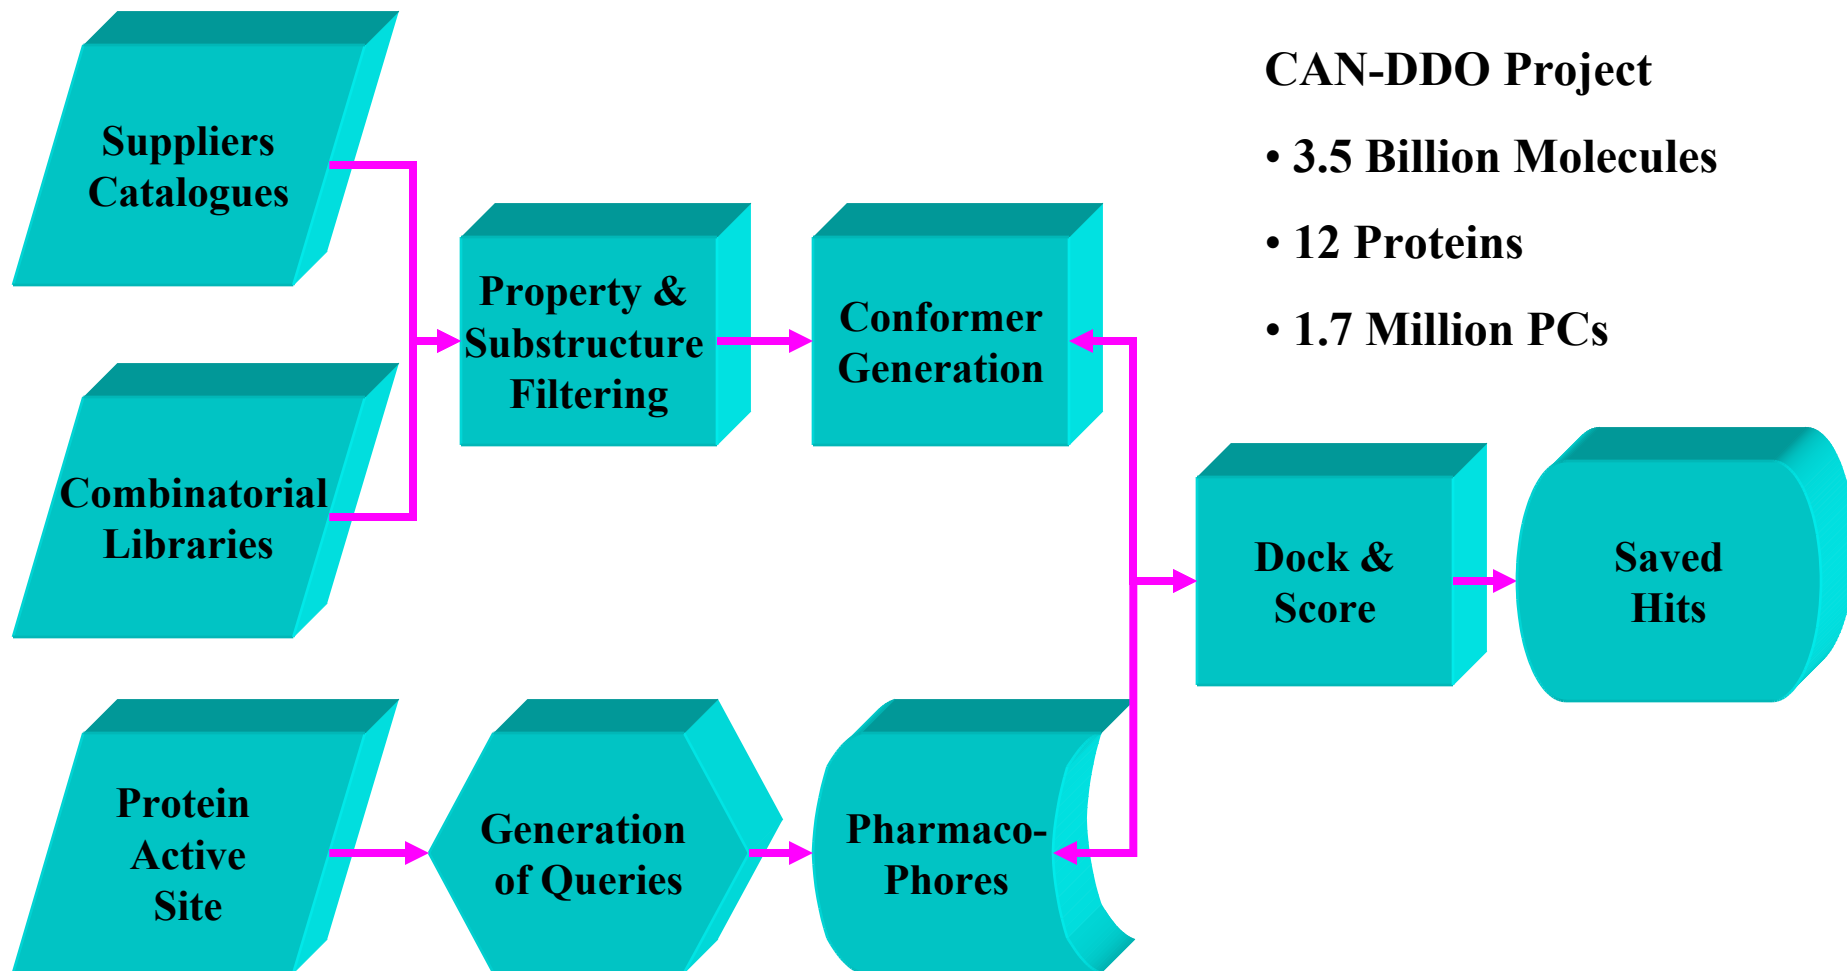 Suppliers
Catalogues
CAN-DDO Project
• 3.5 Billion Molecules
• 12 Proteins
• 1.7 Million PCs
Property &
Substructure
Filtering
Conformer
Generation
Combinatorial
Libraries
Dock &
Score
Saved
Hits
Protein
Active
Site
Generation
of Queries
Pharmaco-
Phores